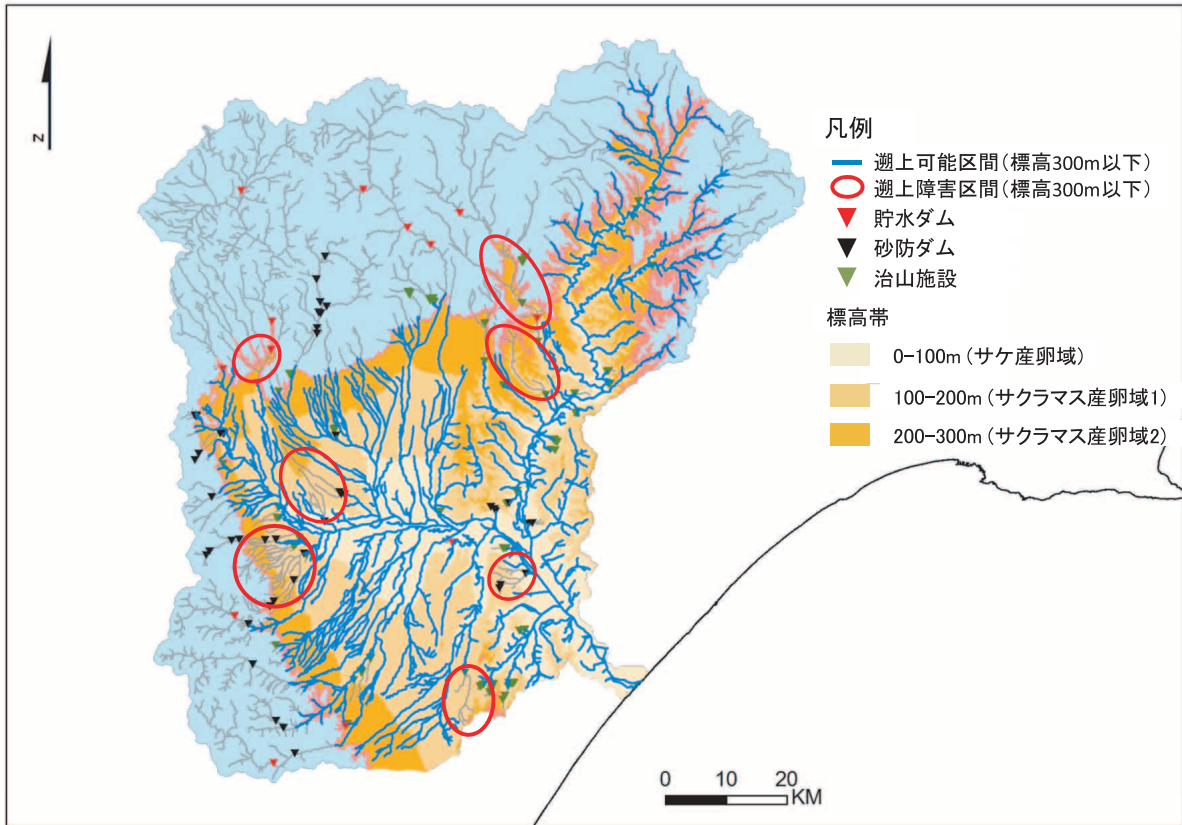 N
凡例
遡上可能区間(標高300m以下)
遡上障害区間(標高300m以下)
貯水ダム
砂防ダム
治山施設
標高帯
0-100m(サケ産卵域)
100-200m(サクラマス産卵域1)
200-300m(サクラマス産卵域2)
0 10 20
KM